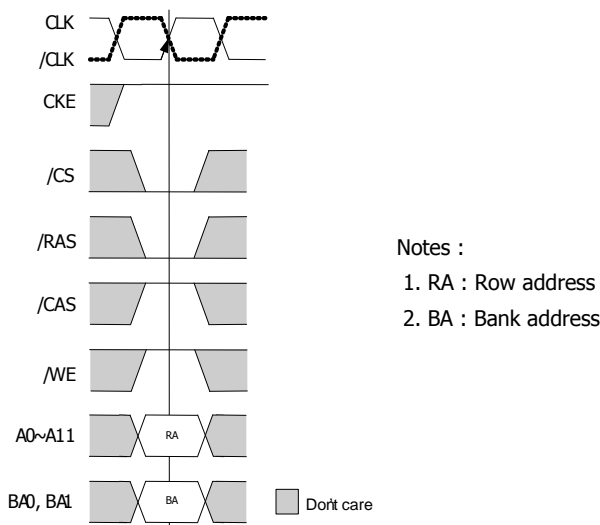 CLK
/CLK
CKE
/CS
/RAS
/CAS
/WE
A0~A11
RA
BA0, BA1
BA
Don't care
Notes :
1. RA : Row address
2. BA : Bank address